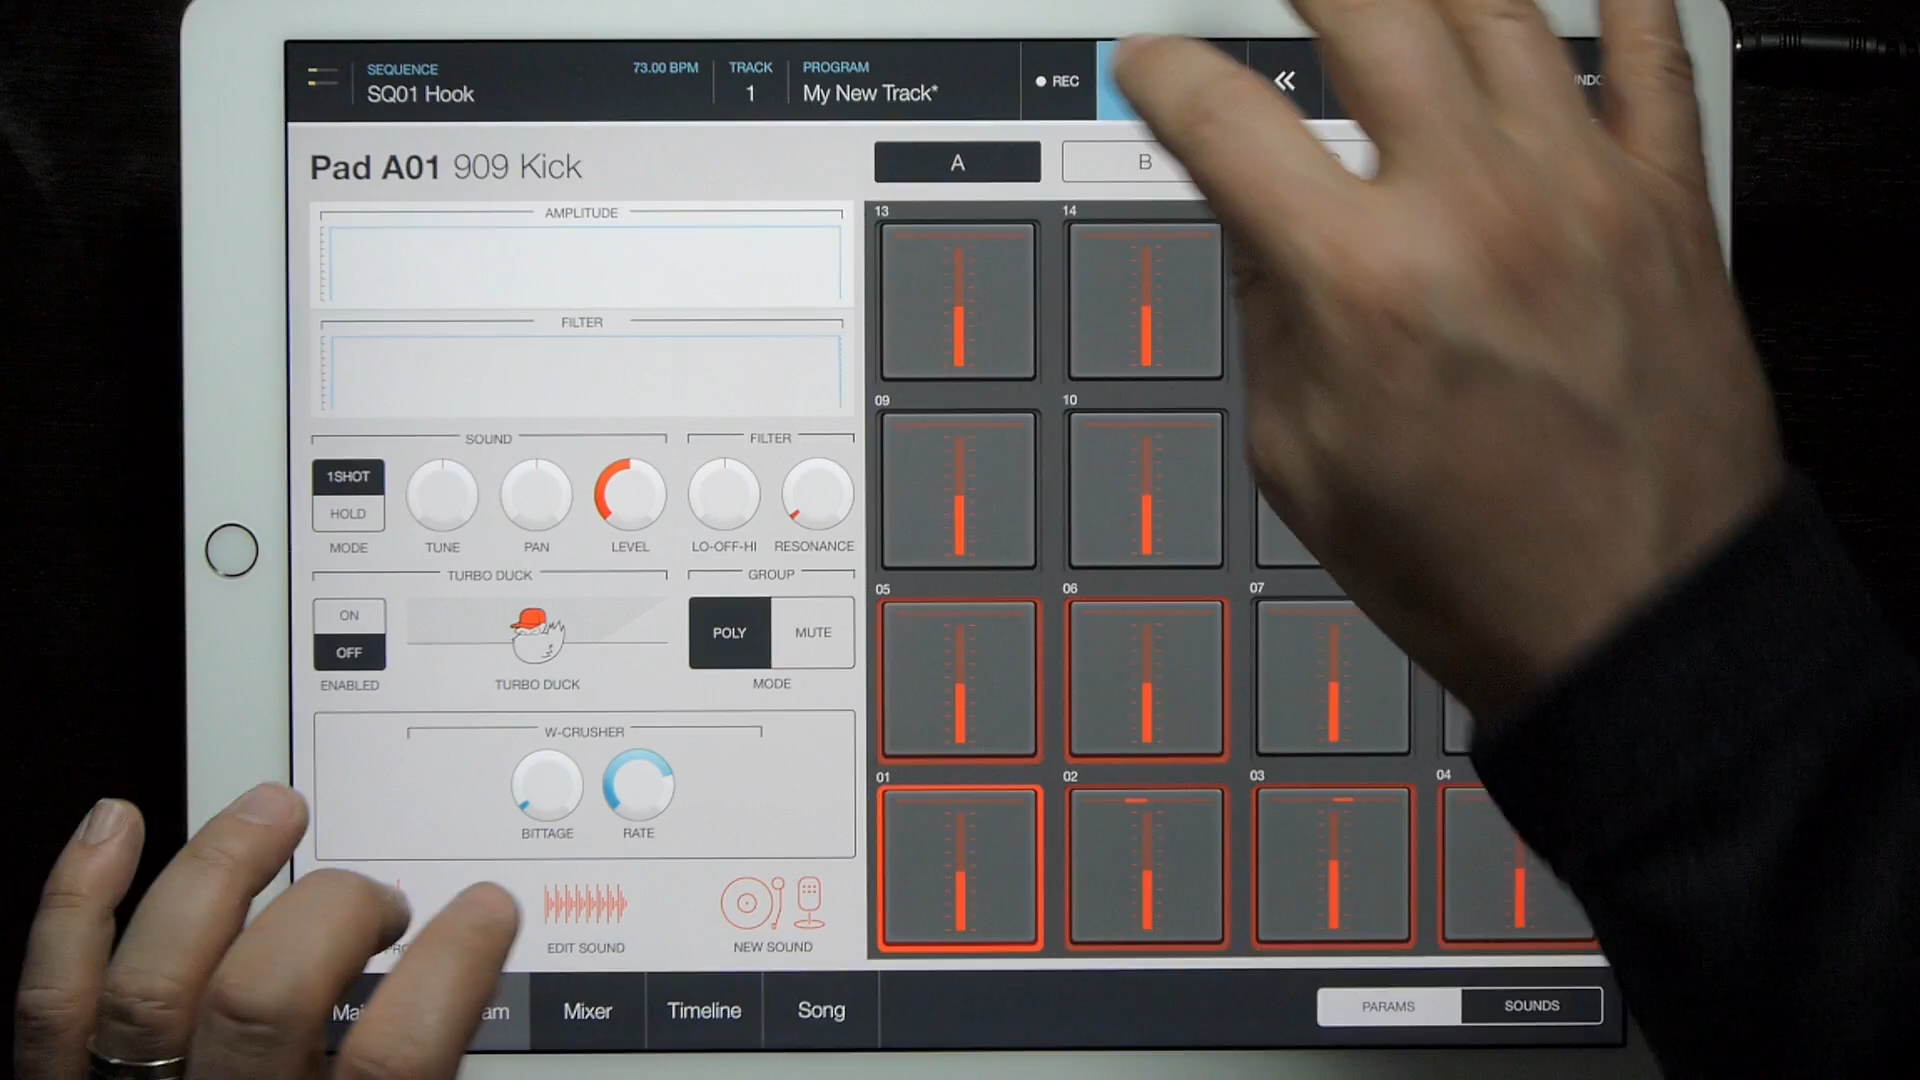 SEQUENCE
SQ01 Hook
73.00 BPM
TRACK
1
PROGRAM
My New Track*
REC
Pad A01 909 Kick
A
B
AMPLITUDE
FILTER
SOUND
FILTER
1SHOT
HOLD
MODE
TUNE
PAN
LEVEL
LO-OFF-HI
RESONANCE
TURBO DUCK
GROUP
ON
OFF
ENABLED
TURBO DUCK
POLY
MUTE
MODE
W-CRUSHER
BITTAGE
RATE
EDIT SOUND
NEW SOUND
13
14
09
10
05
06
07
01
02
03
04
Mixer
Timeline
Song
PARAMS
SOUNDS